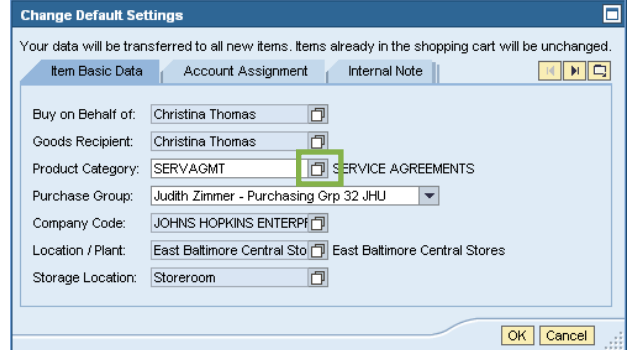 Change Default Settings
Your data will be transferred to all new items. Items already in the shopping cart will be unchanged.
Item Basic Data Account Assignment Internal Note
Buy on Behalf of: Christina Thomas
Goods Recipient: Christina Thomas
Product Category: SERVAGMT SERVICE AGREEMENTS
Purchase Group: Judith Zimmer - Purchasing Grp 32 JHU
Company Code: JOHNS HOPKINS ENTERPR
Location / Plant: East Baltimore Central Sto East Baltimore Central Stores
Storage Location: Storeroom
OK Cancel